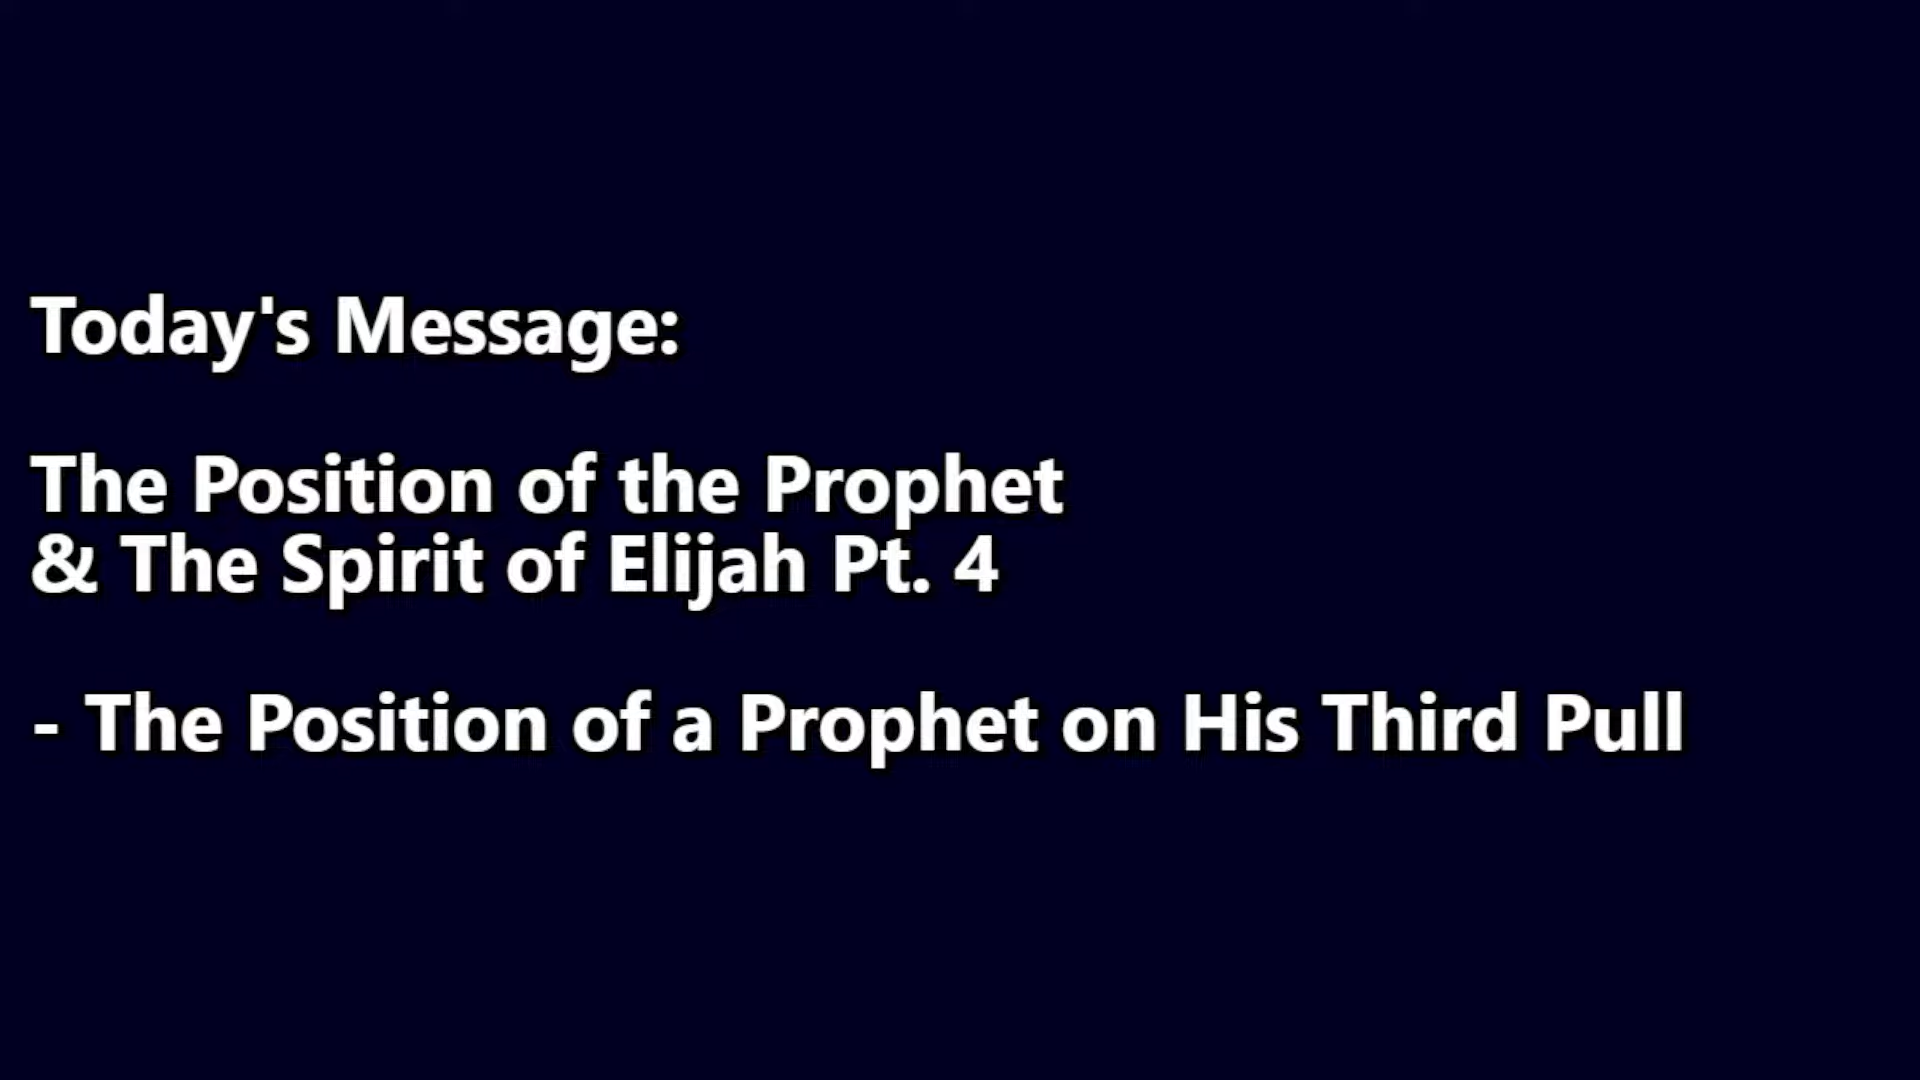 Today's Message:
The Position of the Prophet
& The Spirit of Elijah Pt. 4
- The Position of a Prophet on His Third Pull